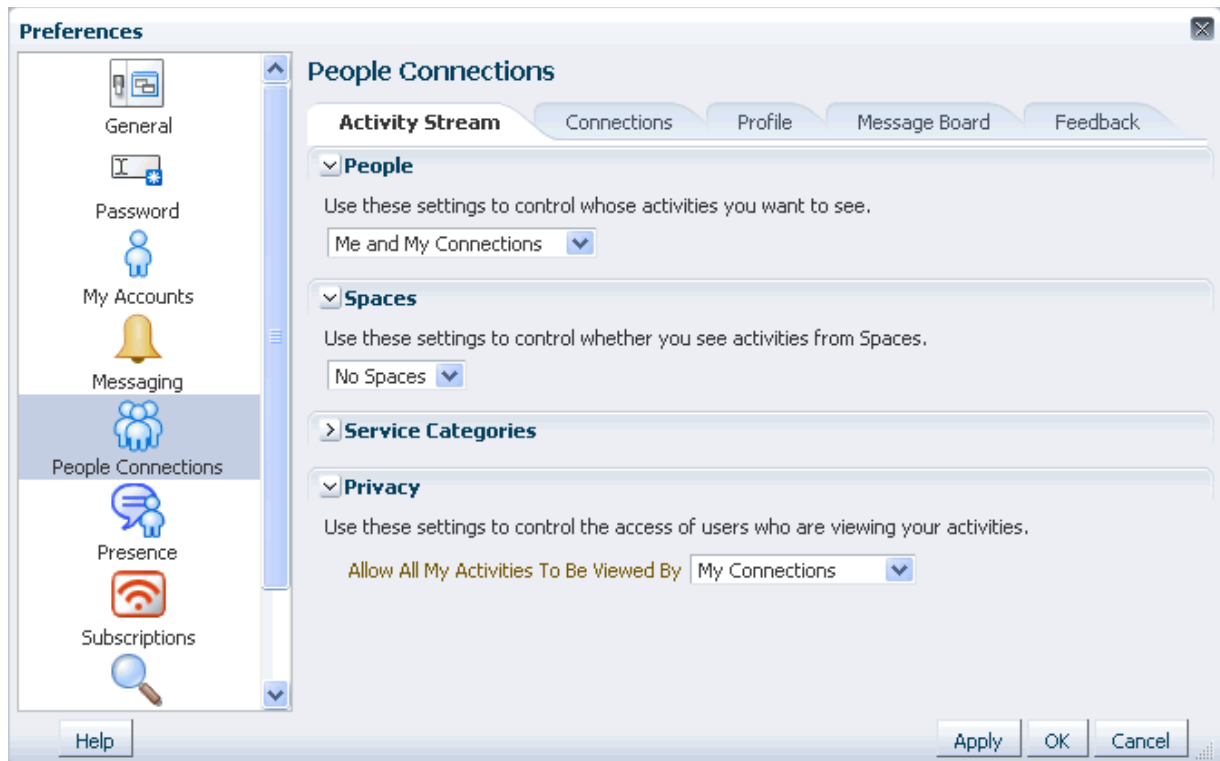 Preferences
General
Password
My Accounts
Messaging
People Connections
Presence
Subscriptions
People Connections
Activity Stream Connections Profile Message Board Feedback
People
Use these settings to control whose activities you want to see.
Me and My Connections
Spaces
Use these settings to control whether you see activities from Spaces.
No Spaces
Service Categories
Privacy
Use these settings to control the access of users who are viewing your activities.
Allow All My Activities To Be Viewed By My Connections
Help Apply OK Cancel